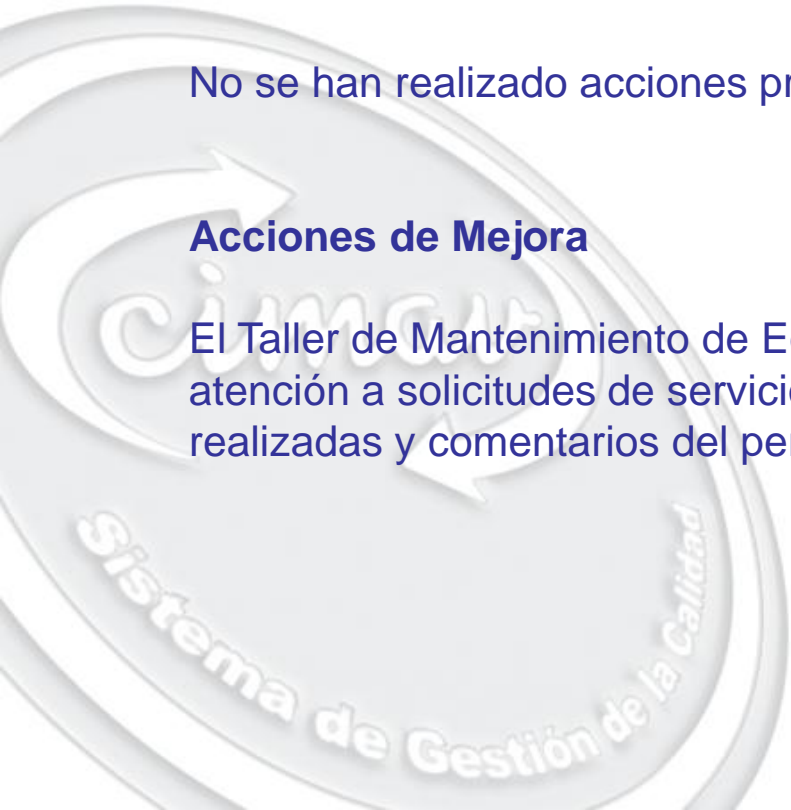 No se han realizado acciones pr
Acciones de Mejora
cimav
El Taller de Mantenimiento de E
atención a solicitudes de servici
realizadas y comentarios del pe
Sistema de Gestión de la Calidad